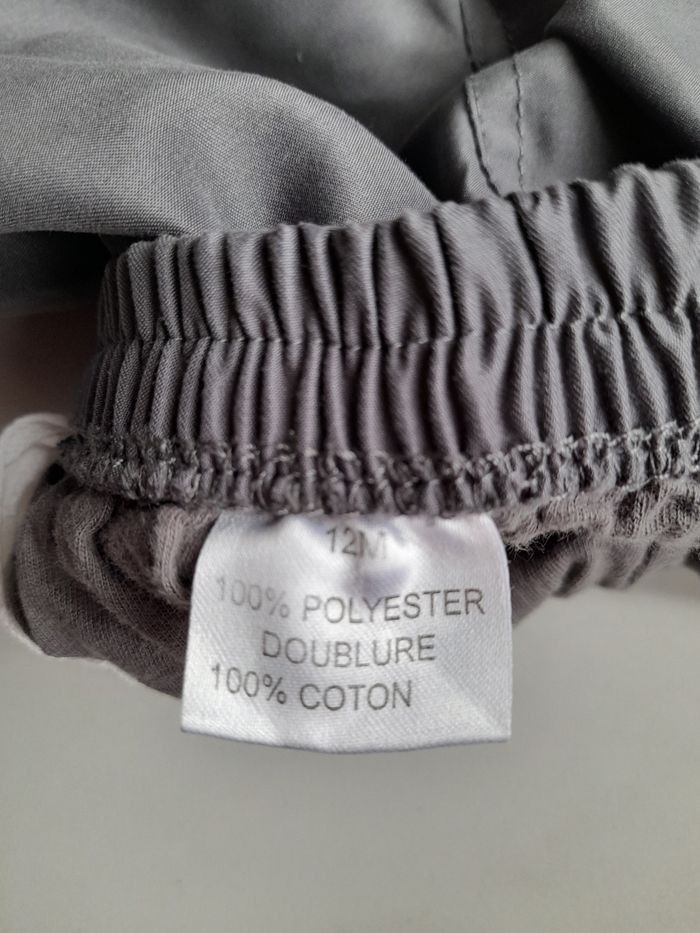 12M
100% POLYESTER
DOUBLURE
100% COTON